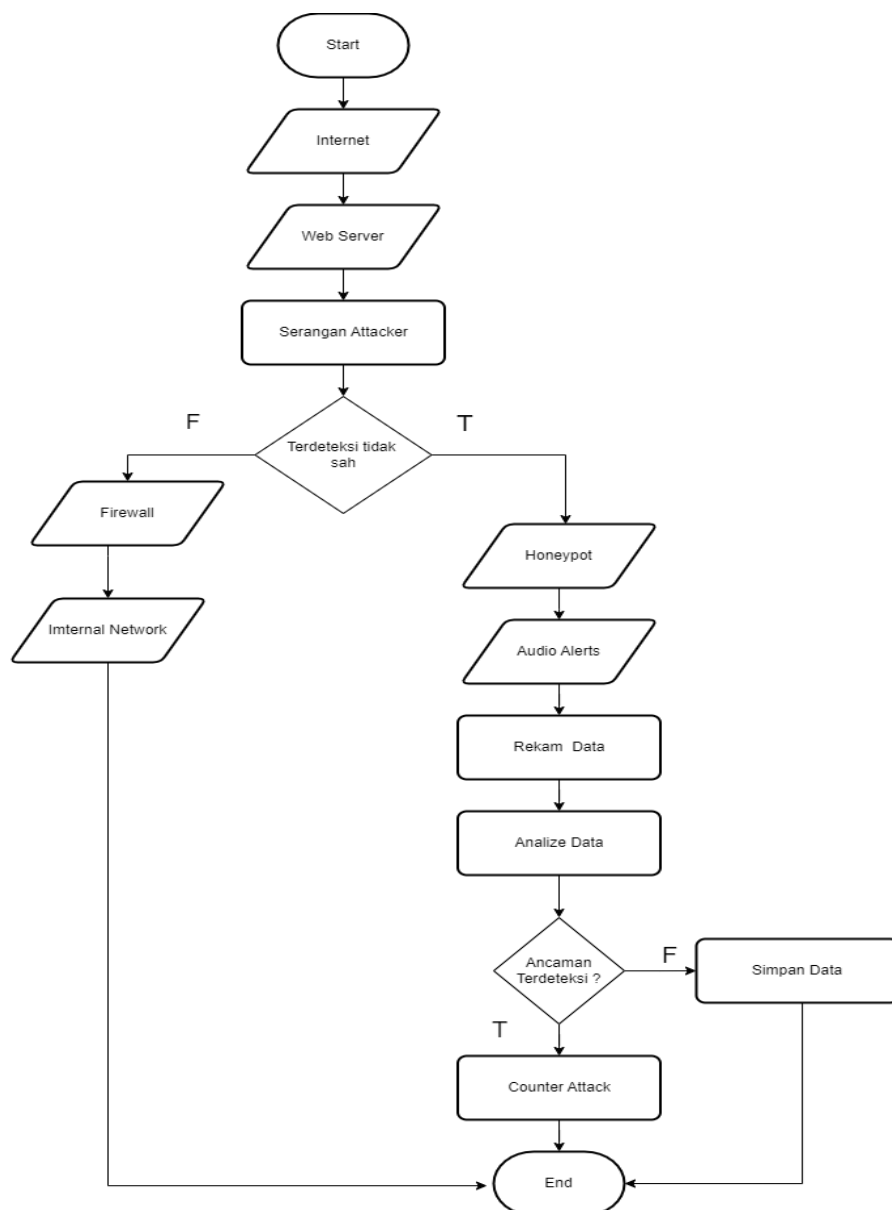 Start
Internet
Web Server
Serangan Attacker
F
T
Terdeteksi tidak
sah
Firewall
Imternal Network
Honeypot
Audio Alerts
Rekam Data
Analize Data
Ancaman
Terdeteksi ?
F
Simpan Data
T
Counter Attack
End